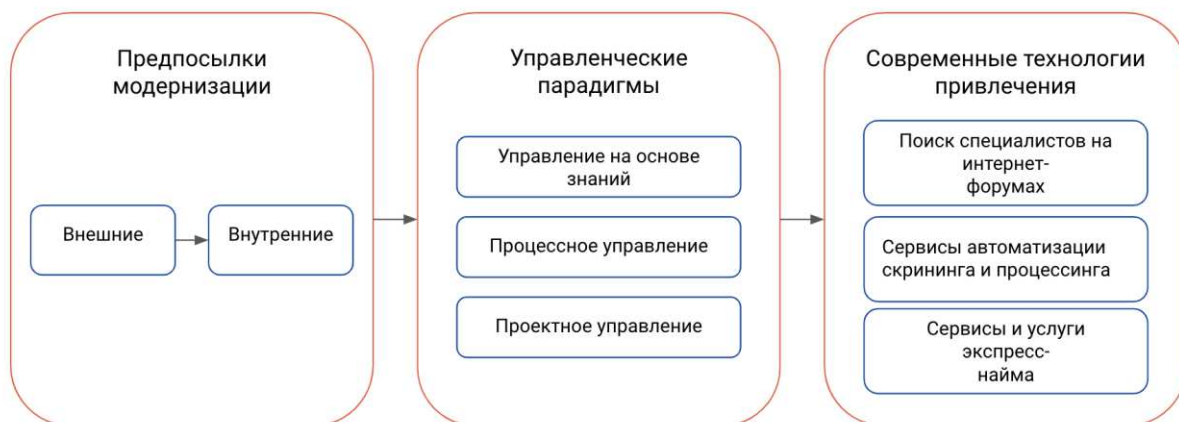 Предпосылки
модернизации
Внешние
Внутренние
Управленческие
парадигмы
Управление на основе
знаний
Процессное управление
Проектное управление
Современные технологии
привлечения
Поиск специалистов на
интернет-
форумах
Сервисы автоматизации
скрининга и процессинга
Сервисы и услуги
экспресс-
найма